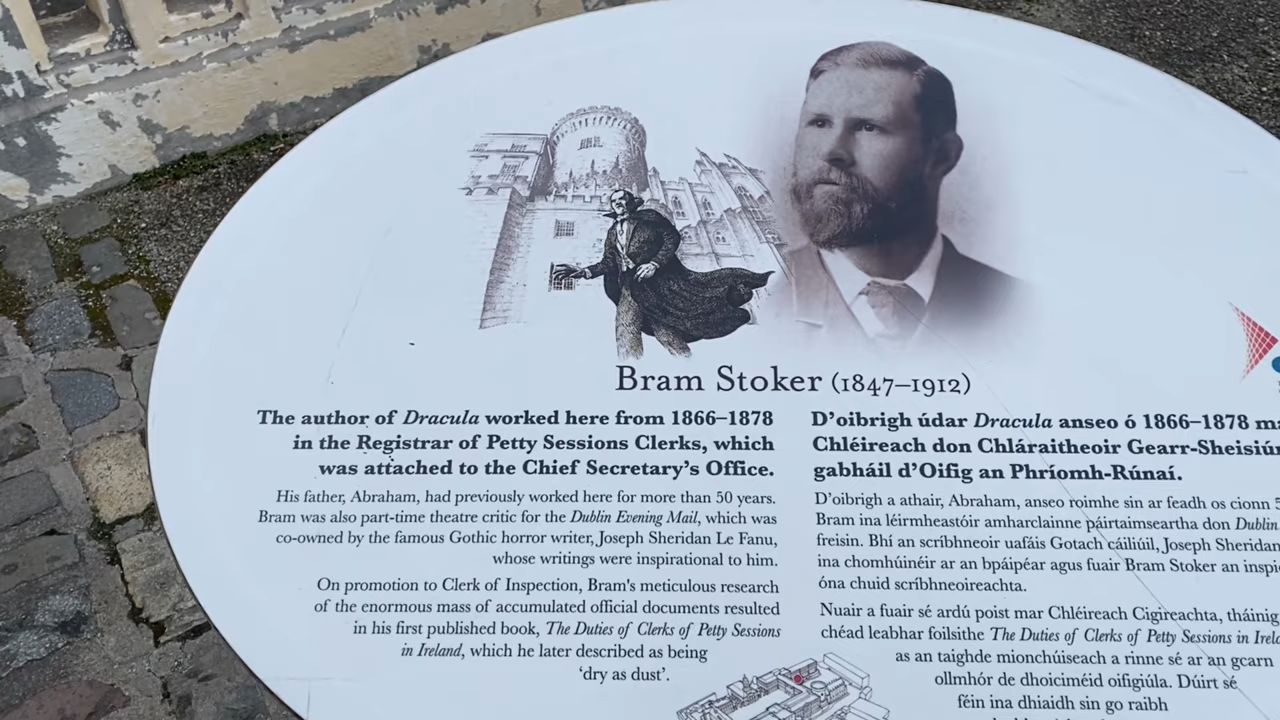 Bram Stoker (1847–1912)
The author of Dracula worked here from 1866–1878
in the Registrar of Petty Sessions Clerks, which
was attached to the Chief Secretary's Office.
His father, Abraham, had previously worked here for more than 50 years.
Bram was also part-time theatre critic for the Dublin Evening Mail, which was
co-owned by the famous Gothic horror writer, Joseph Sheridan Le Fanu,
whose writings were inspirational to him.
On promotion to Clerk of Inspection, Bram's meticulous research
of the enormous mass of accumulated official documents resulted
in his first published book, The Duties of Clerks of Petty Sessions
in Ireland, which he later described as being
'dry as dust'.
D'oibrigh údar Dracula anseo ó 1866–1878 ma
Chléireach don Chláraitheoir Gearr-Sheisiún
gabháil d'Oifig an Phríomh-Rúnaí.
D'oibrigh a athair, Abraham, anseo roimhe sin ar feadh os cionn 5
Bram ina léirmheastóir amharclainne páirtaimseartha don Dublin
freisin. Bhí an scríbhneoir uafáis Gotach cáiliúil, Joseph Sheridan
ina chomhúinéir ar an bpáipéar agus fuair Bram Stoker an inspi
óna chuid scríbhneoireachta.
Nuair a fuair sé ardú poist mar Chléireach Cigireachta, tháinig
chéad leabhar foilsithe The Duties of Clerks of Petty Sessions in Irela
as an taighde mionchúiseach a rinne sé ar an gcarn
ollmhór de dhoiciméid oifigiúla. Dúirt sé
féin ina dhiaidh sin go raibh